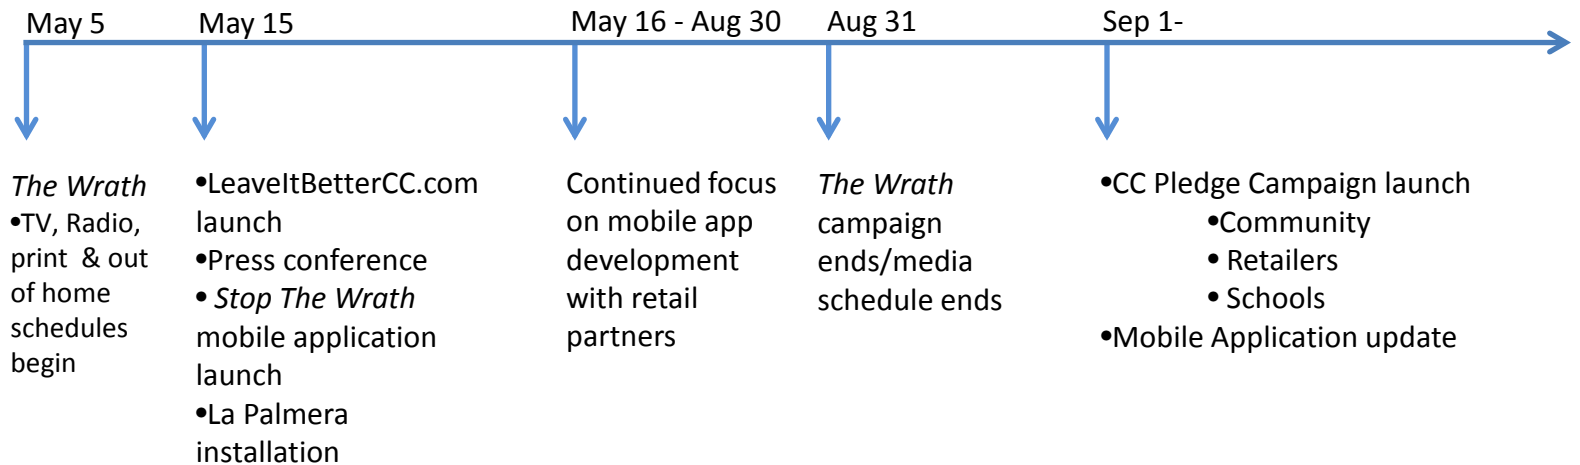 May 5
May 15
May 16 - Aug 30
Aug 31
Sep 1-
The Wrath
•TV, Radio,
print & out
of home
schedules
begin
•LeaveItBetterCC.com
launch
•Press conference
• Stop The Wrath
mobile application
launch
•La Palmera
installation
Continued focus
on mobile app
development
with retail
partners
The Wrath
campaign
ends/media
schedule ends
•CC Pledge Campaign launch
•Community
• Retailers
• Schools
•Mobile Application update